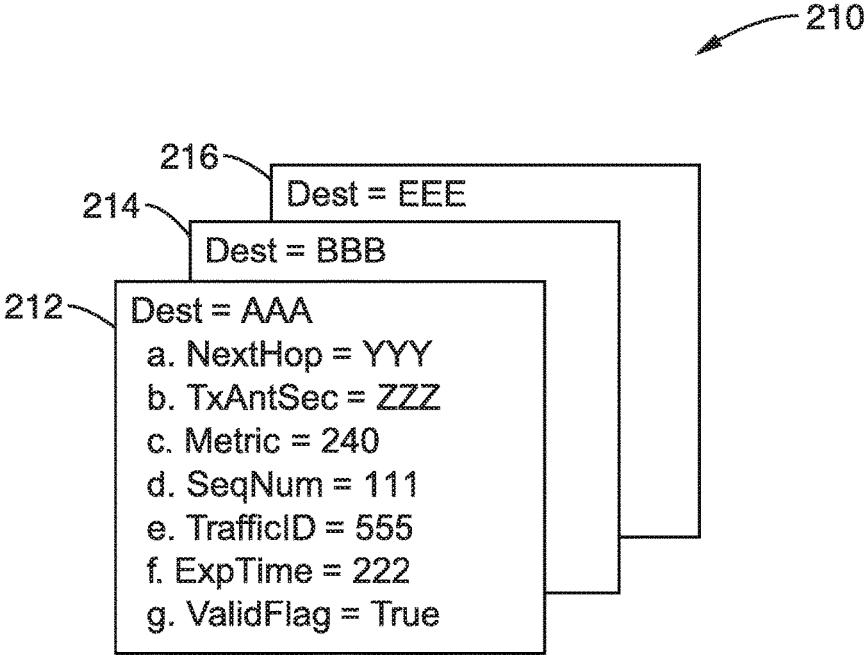 210
216
Dest = EEE
214
Dest = BBB
212
Dest = AAA
a. NextHop = YYY
b. TxAntSec = ZZZ
c. Metric = 240
d. SeqNum = 111
e. TrafficID = 555
f. ExpTime = 222
g. ValidFlag = True